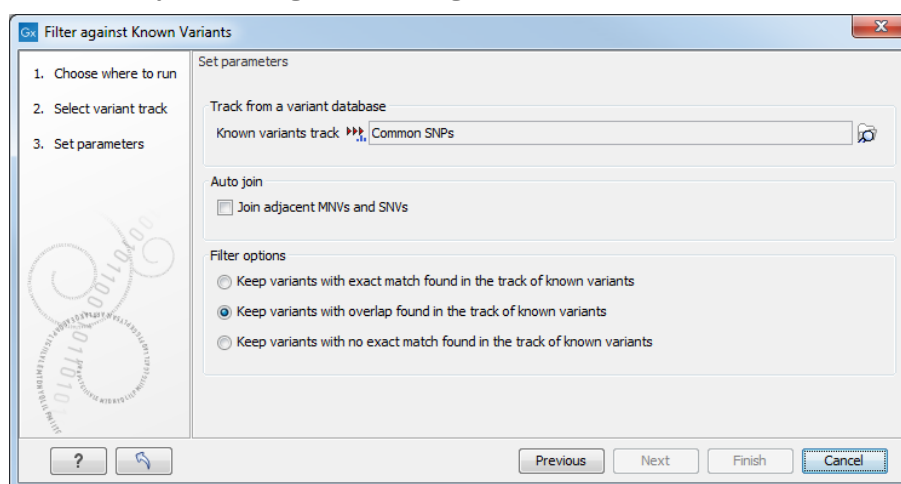 Gx Filter against Known Variants
1. Choose where to run
2. Select variant track
3. Set parameters
Set parameters
Track from a variant database
Known variants track Common SNPs
Auto join
Join adjacent MNVs and SNVs
Filter options
Keep variants with exact match found in the track of known variants
Keep variants with overlap found in the track of known variants
Keep variants with no exact match found in the track of known variants
? Previous Next Finish Cancel